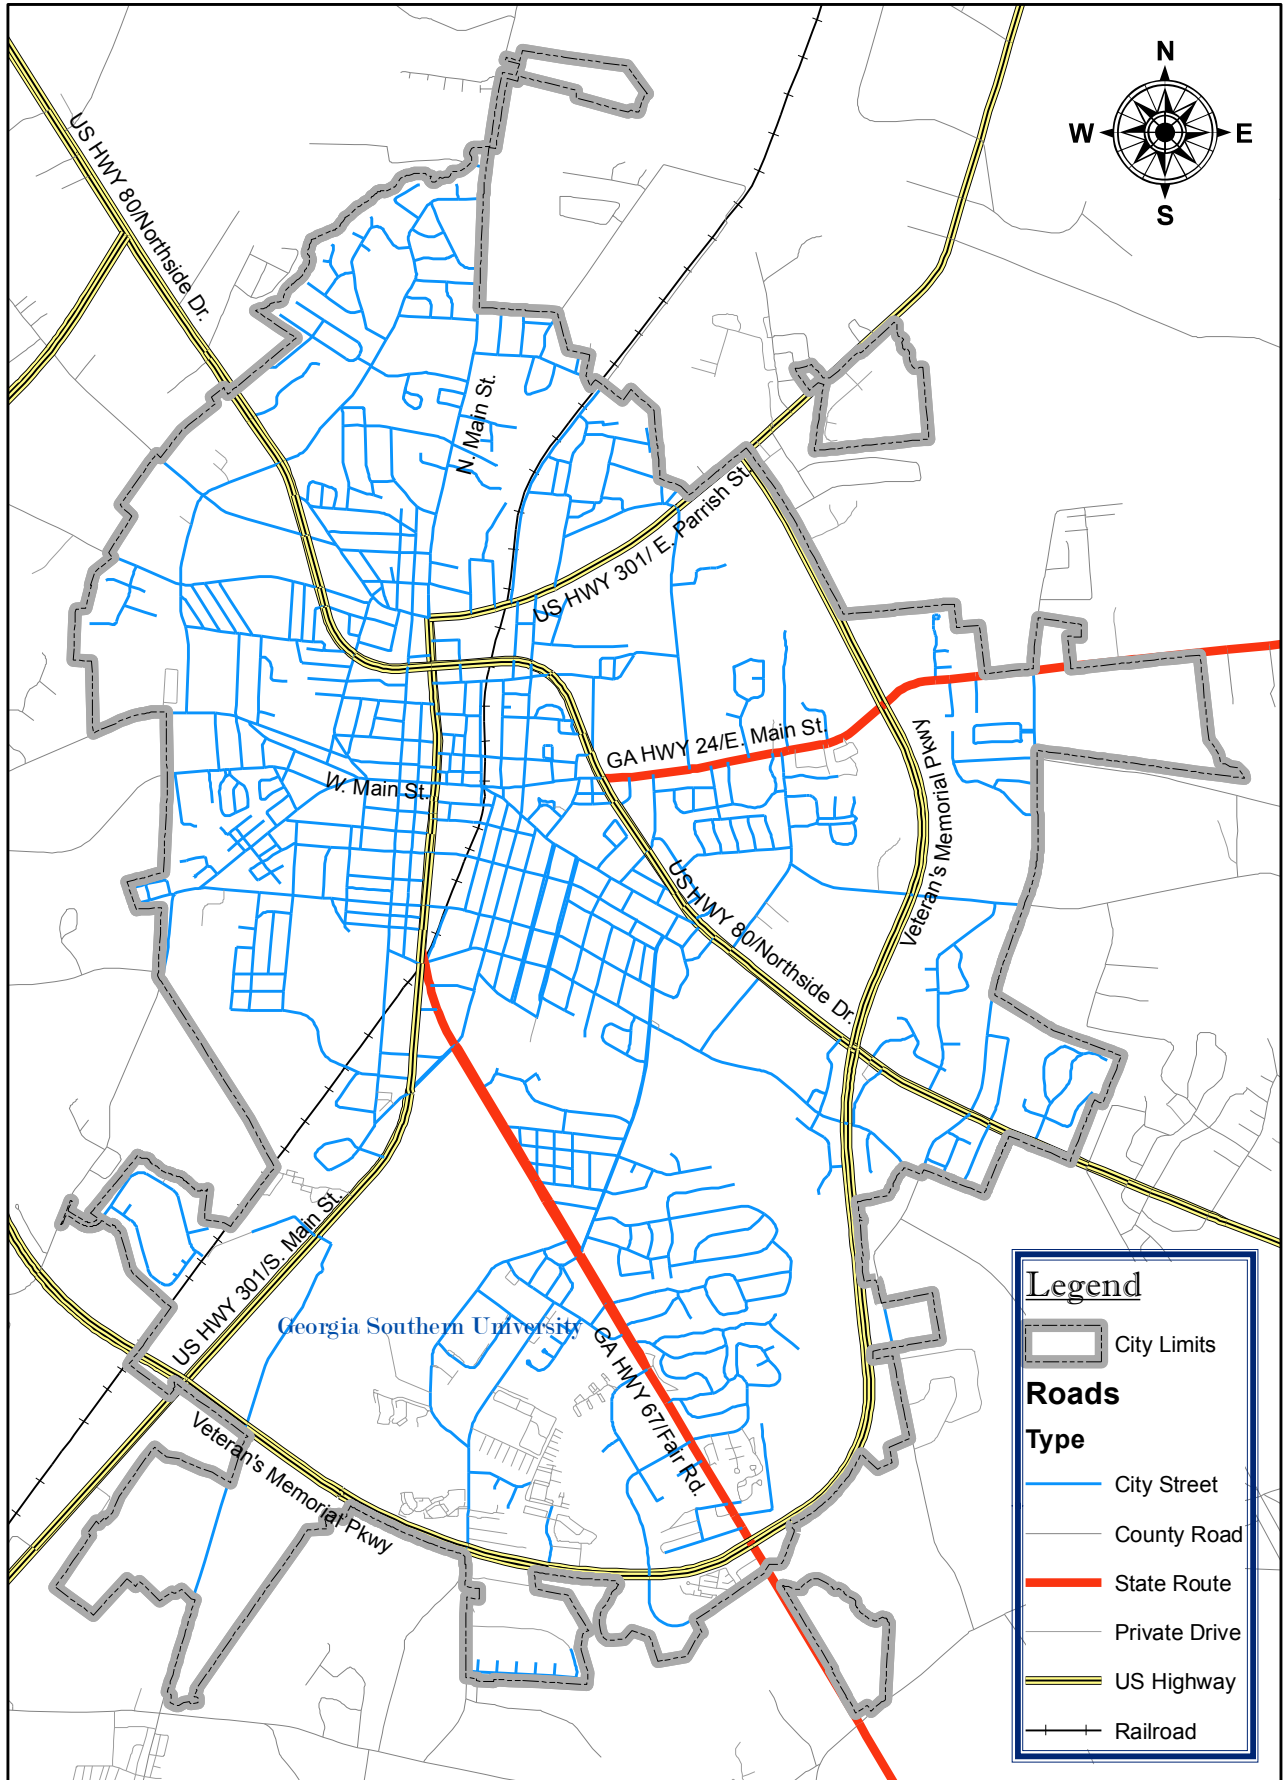 N
W
E
S
US HWY 80/Northside Dr.
N. Main St.
US HWY 301/ E. Parrish St.
GA HWY 24/E. Main St.
Veteran's Memorial Pkwy
W. Main St.
US HWY 80/Northside Dr.
US HWY 301/S. Main St.
Georgia Southern University
GA HWY 67/Fair Rd.
Veteran's Memorial Pkwy
Legend
City Limits
Roads
Type
City Street
County Road
State Route
Private Drive
US Highway
Railroad